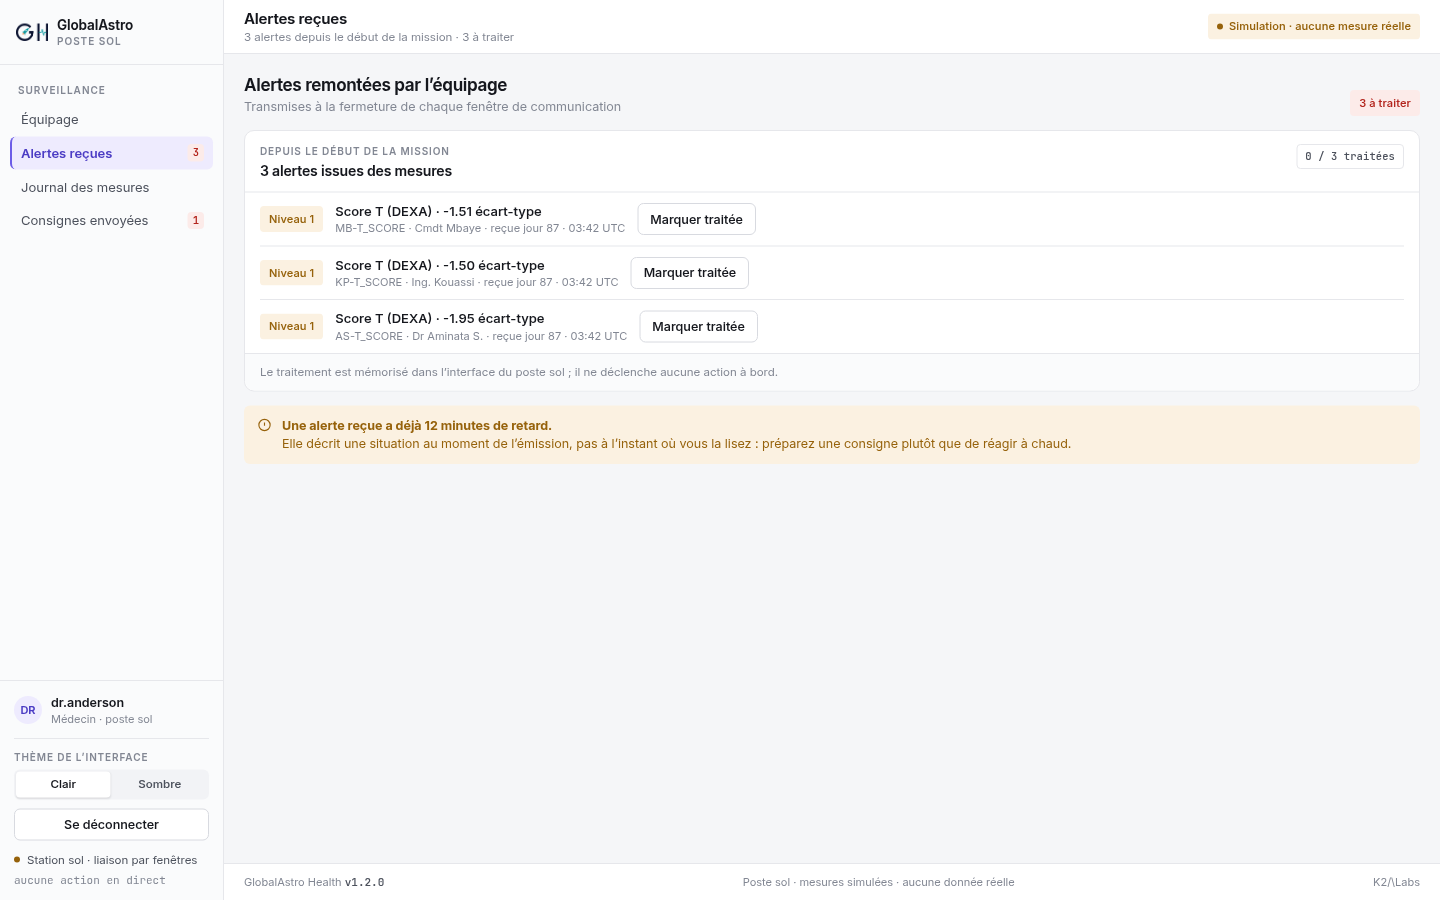 GlobalAstro
POSTE SOL
SURVEILLANCE
Équipage
Alertes reçues 3
Journal des mesures
Consignes envoyées 1
dr.anderson
DR
Médecin · poste sol
THÈME DE L'INTERFACE
Clair Sombre
Se déconnecter
Station sol · liaison par fenêtres
aucune action en direct
Alertes reçues
3 alertes depuis le début de la mission · 3 à traiter
Simulation · aucune mesure réelle
Alertes remontées par l'équipage
Transmises à la fermeture de chaque fenêtre de communication
3 à traiter
DEPUIS LE DÉBUT DE LA MISSION
3 alertes issues des mesures
0 / 3 traitées
Niveau 1
Score T (DEXA) · -1.51 écart-type
MB-T_SCORE · Cmdt Mbaye · reçue jour 87 · 03:42 UTC
Marquer traitée
Niveau 1
Score T (DEXA) · -1.50 écart-type
KP-T_SCORE · Ing. Kouassi · reçue jour 87 · 03:42 UTC
Marquer traitée
Niveau 1
Score T (DEXA) · -1.95 écart-type
AS-T_SCORE · Dr Aminata S. · reçue jour 87 · 03:42 UTC
Marquer traitée
Le traitement est mémorisé dans l'interface du poste sol ; il ne déclenche aucune action à bord.
Une alerte reçue a déjà 12 minutes de retard.
Elle décrit une situation au moment de l'émission, pas à l'instant où vous la lisez : préparez une consigne plutôt que de réagir à chaud.
GlobalAstro Health v1.2.0
Poste sol · mesures simulées · aucune donnée réelle
K2/\Labs